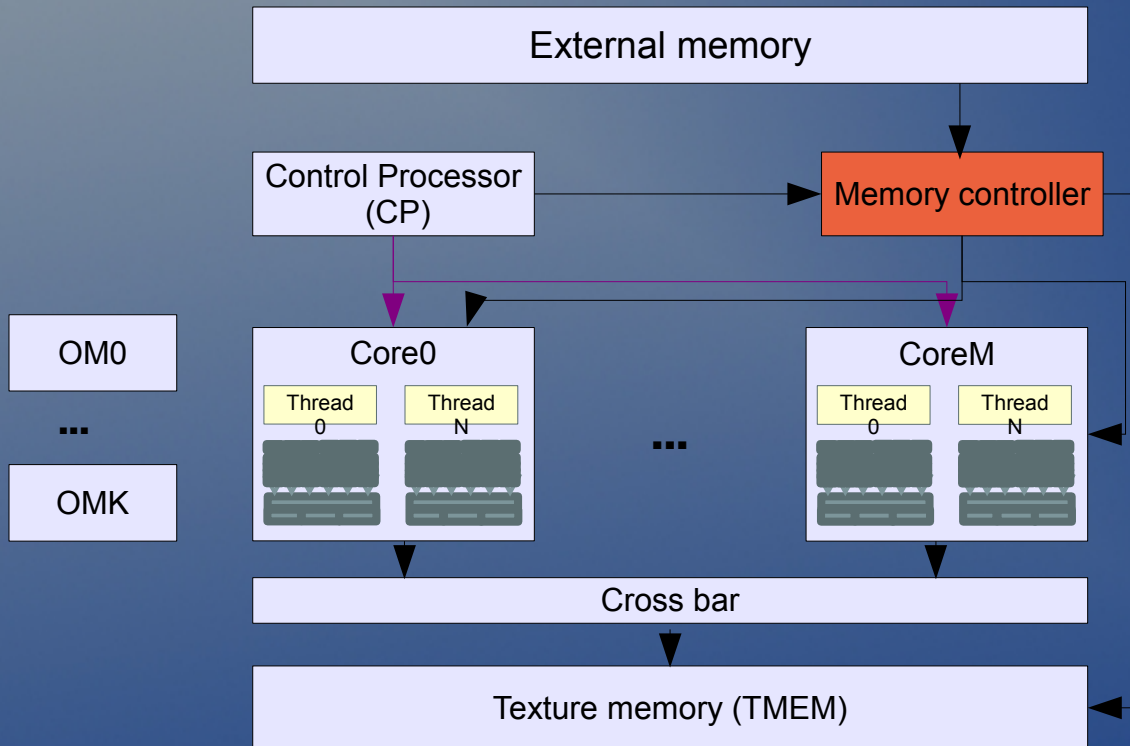 External memory
Control Processor
(CP)
Memory controller
OM0
...
OMK
Core0
Thread
0
Thread
N
...
CoreM
Thread
0
Thread
N
Cross bar
Texture memory (TMEM)